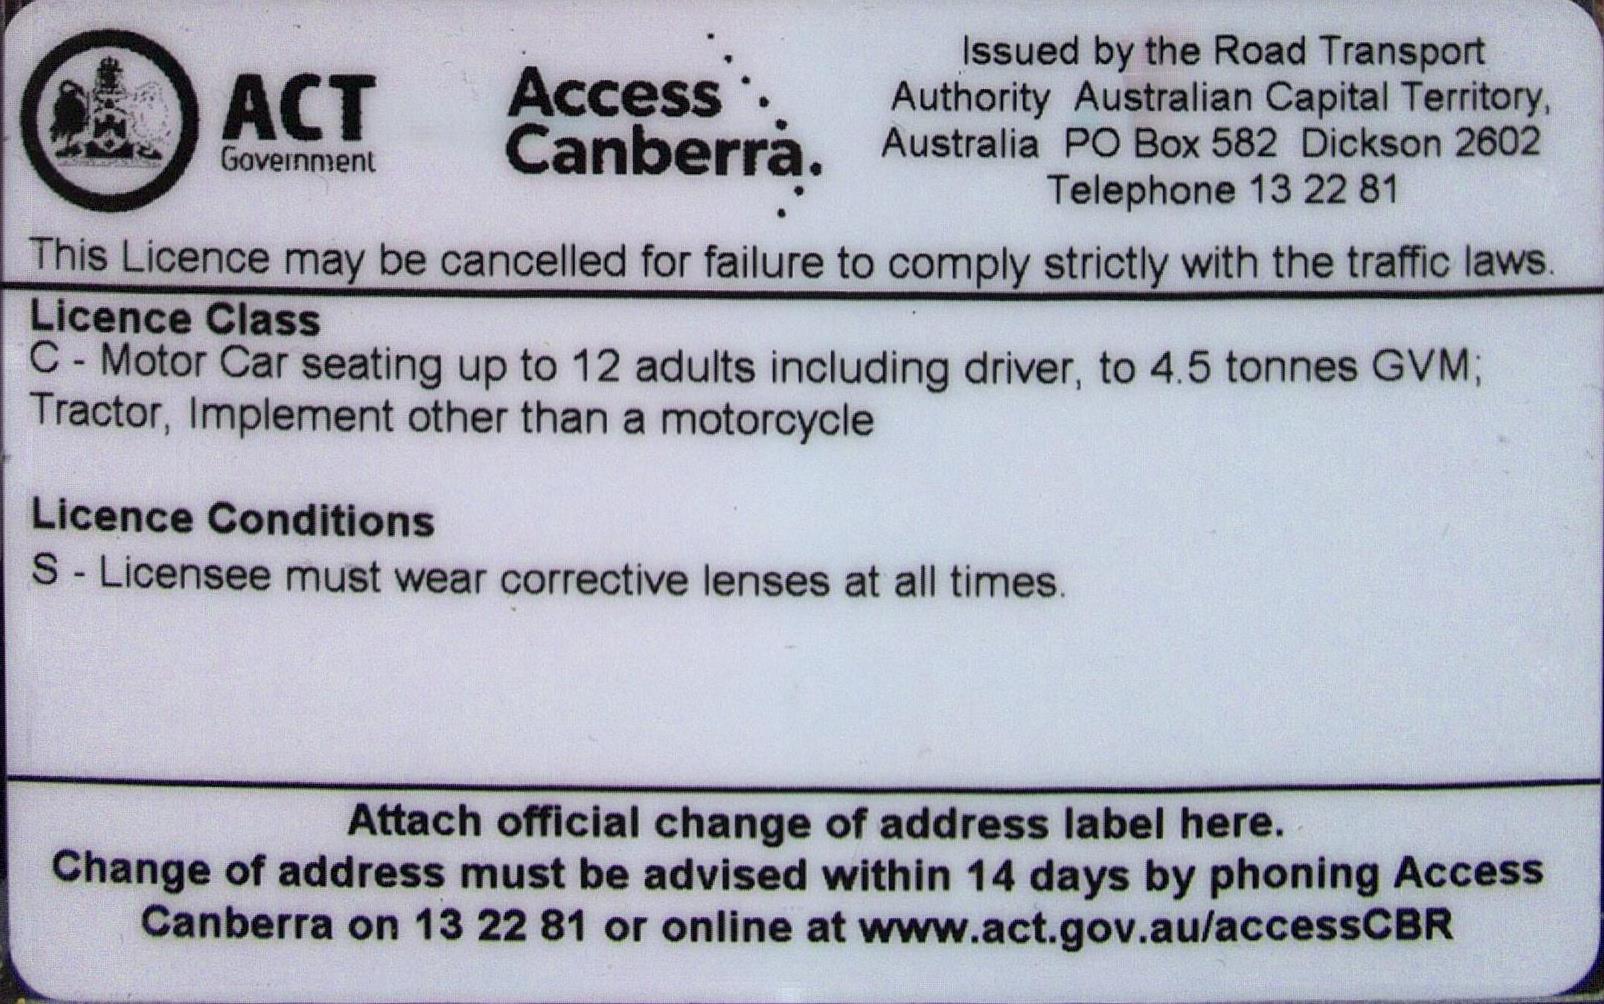 ACT
Government
Access
Canberra.
Issued by the Road Transport
Authority Australian Capital Territory,
Australia PO Box 582 Dickson 2602
Telephone 13 22 81
This Licence may be cancelled for failure to comply strictly with the traffic laws.
Licence Class
C - Motor Car seating up to 12 adults including driver, to 4.5 tonnes GVM;
Tractor, Implement other than a motorcycle
Licence Conditions
S - Licensee must wear corrective lenses at all times.
Attach official change of address label here.
Change of address must be advised within 14 days by phoning Access
Canberra on 13 22 81 or online at www.act.gov.au/accessCBR